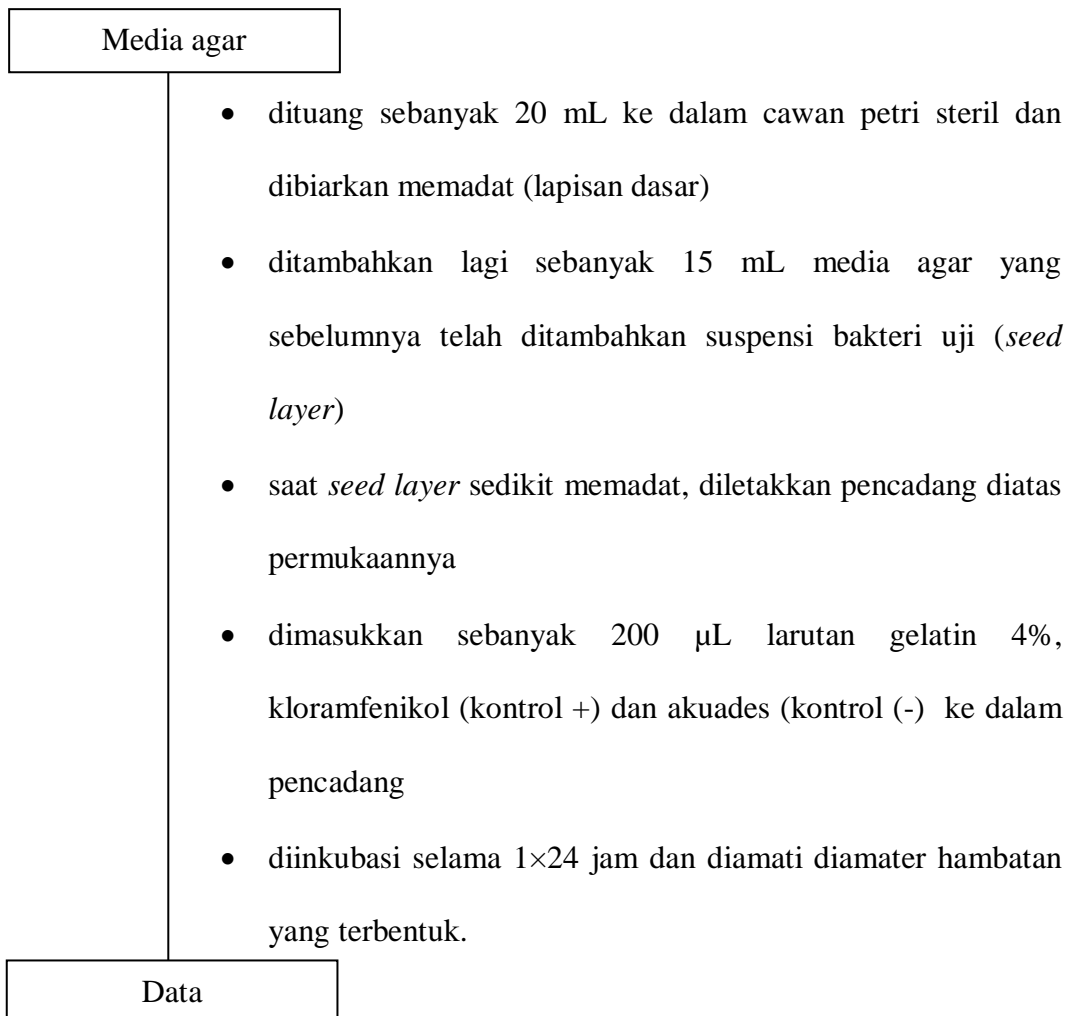 Media agar
• dituang sebanyak 20 mL ke dalam cawan petri steril dan
dibiarkan memadat (lapisan dasar)
• ditambahkan lagi sebanyak 15 mL media agar yang
sebelumnya telah ditambahkan suspensi bakteri uji (seed
layer)
• saat seed layer sedikit memadat, diletakkan pencadang diatas
permukaannya
• dimasukkan sebanyak 200 µL larutan gelatin 4%,
kloramfenikol (kontrol +) dan akuades (kontrol (-) ke dalam
pencadang
• diinkubasi selama 1×24 jam dan diamati diamater hambatan
yang terbentuk.
Data